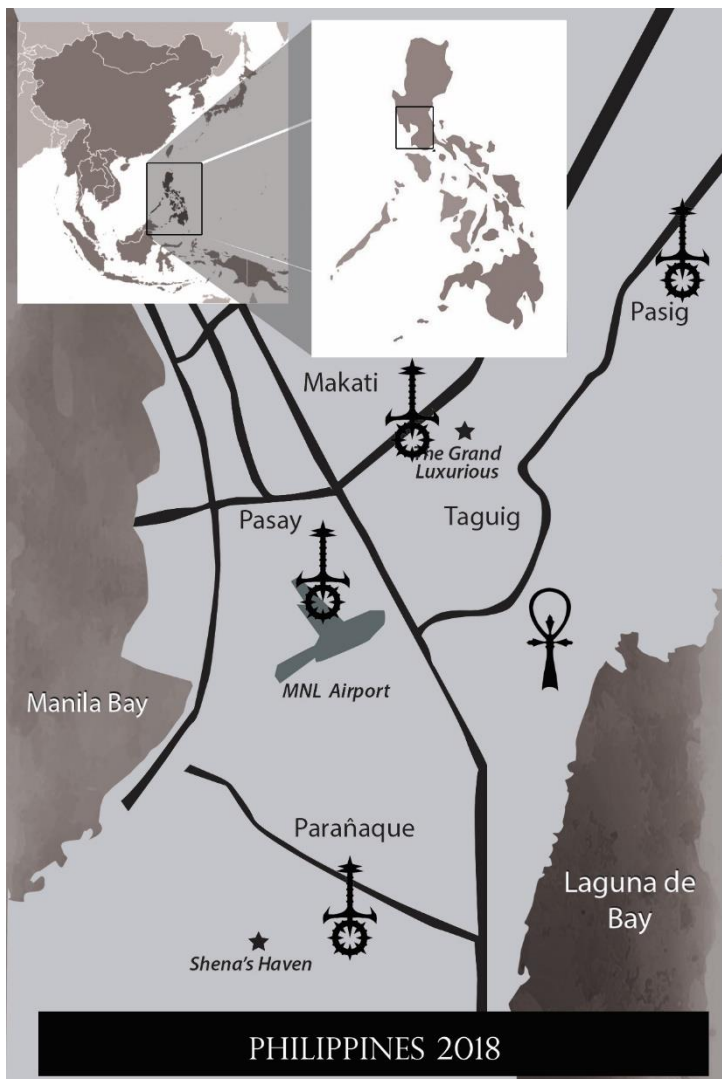 Pasig
Makati
The Grand
Luxurious
Pasay
Taguig
MNL Airport
Manila Bay
Parañaque
Laguna de
Bay
Shena's Haven
PHILIPPINES 2018